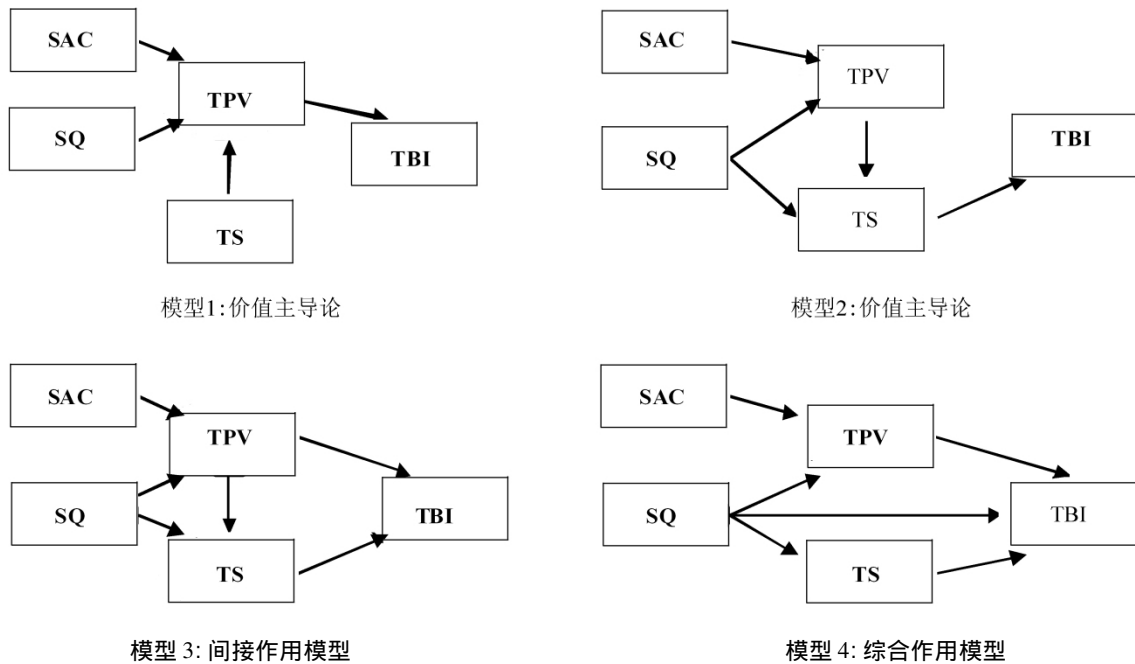 SAC
SQ
TPV
TBI
TS
模型1:价值主导论
SAC
SQ
TPV
TBI
TS
模型2:价值主导论
SAC
SQ
TPV
TBI
TS
模型 3: 间接作用模型
SAC
SQ
TPV
TBI
TS
模型 4: 综合作用模型